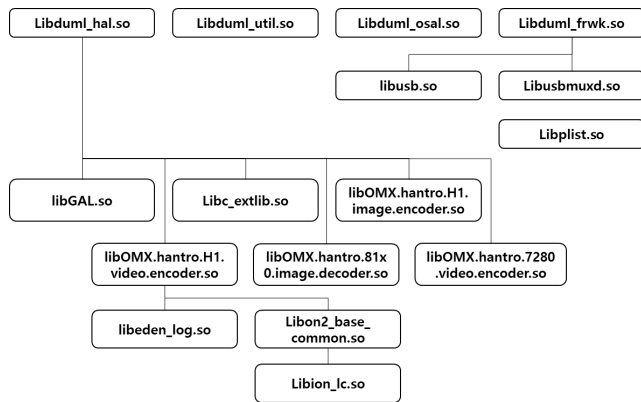 Libduml_hal.so
Libduml_util.so
Libduml_osal.so
Libduml_frwk.so
libusb.so
Libusbmuxd.so
Libplist.so
libGAL.so
Libc_extlib.so
libOMX.hantro.H1.
image.encoder.so
libOMX.hantro.H1.
video.encoder.so
libOMX.hantro.81x
0.image.decoder.so
libOMX.hantro.7280
.video.encoder.so
libeden_log.so
Libon2_base_
common.so
Libion_lc.so